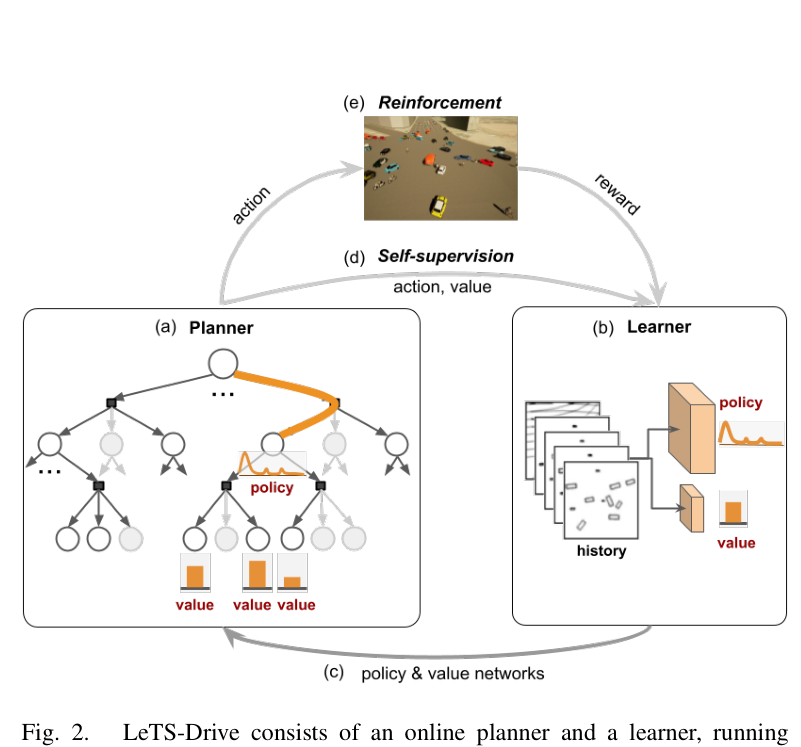 (e) Reinforcement
action
reward
(d) Self-supervision
action, value
(a) Planner
(b) Learner
...
...
policy
value
value
value
policy
value
history
(c) policy & value networks
Fig. 2. LeTS-Drive consists of an online planner and a learner, running